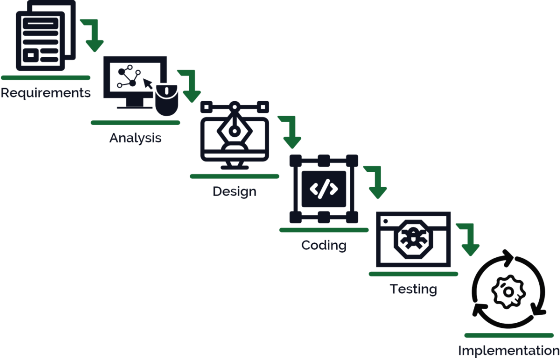 Requirements
Analysis
Design
</>
Coding
Testing
Implementation